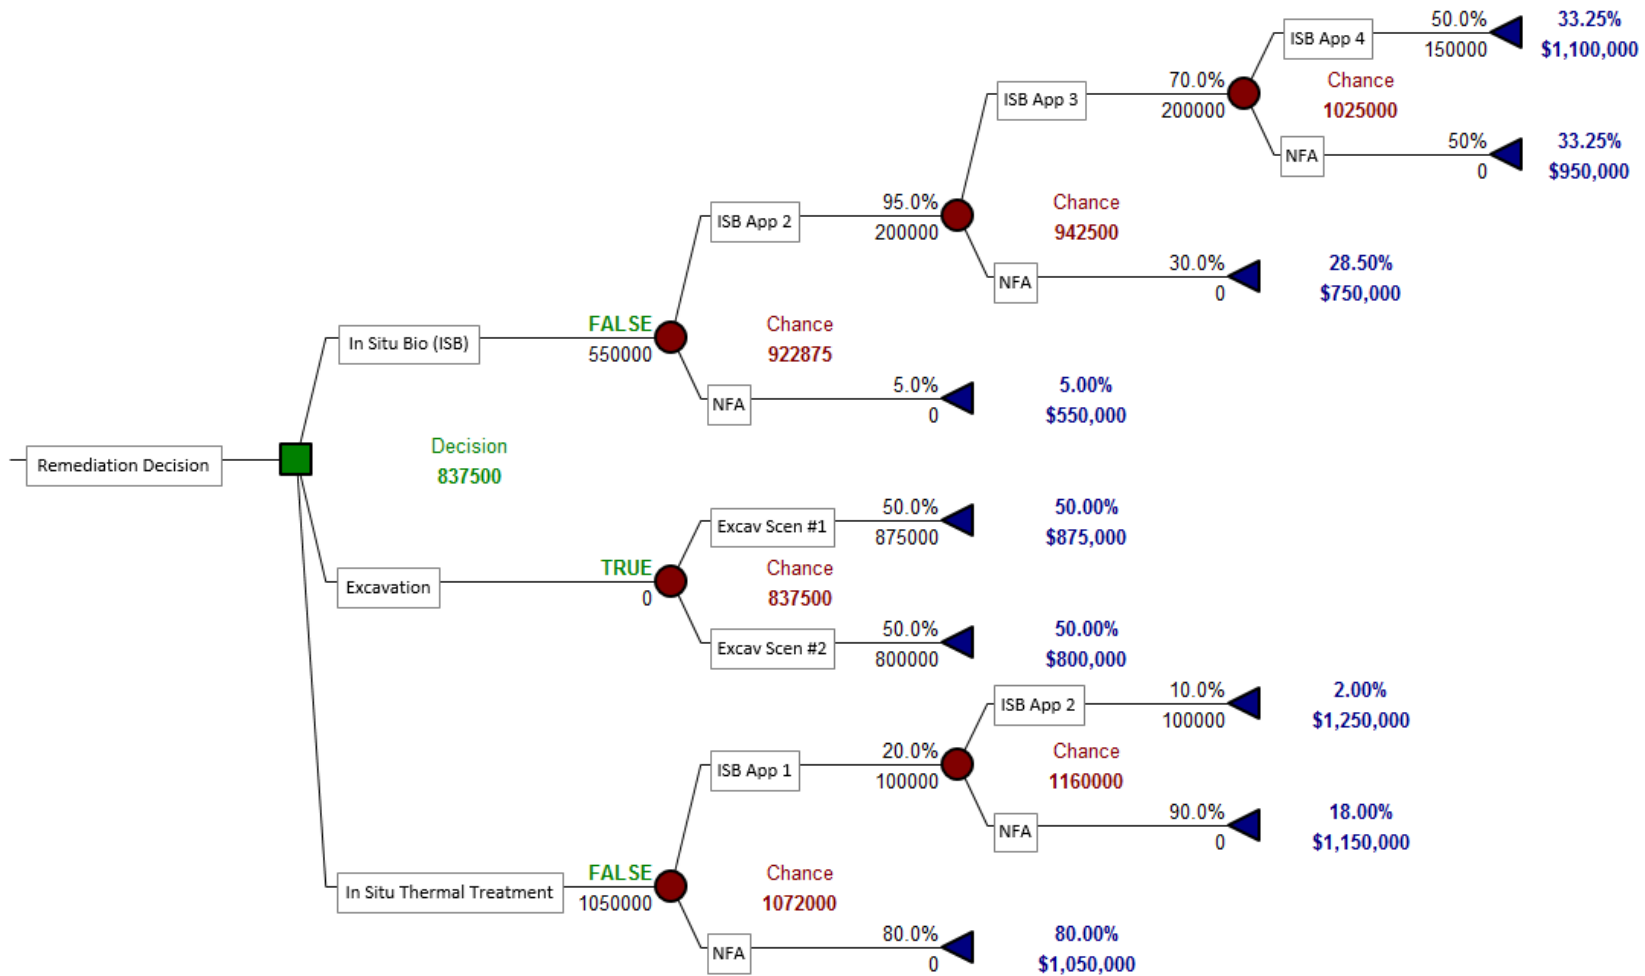 50.0%
33.25%
ISB App 4
150000
$1,100,000
70.0%
Chance
ISB App 3
200000
1025000
50%
33.25%
NFA
0
$950,000
95.0%
Chance
ISB App 2
200000
942500
30.0%
28.50%
NFA
0
$750,000
FALSE
Chance
In Situ Bio (ISB)
550000
922875
5.0%
5.00%
NFA
0
$550,000
Decision
Remediation Decision
837500
50.0%
50.00%
Excav Scen #1
875000
$875,000
TRUE
Chance
Excavation
0
837500
50.0%
50.00%
Excav Scen #2
800000
$800,000
10.0%
2.00%
ISB App 2
100000
$1,250,000
20.0%
Chance
ISB App 1
100000
1160000
90.0%
18.00%
NFA
0
$1,150,000
FALSE
Chance
In Situ Thermal Treatment
1050000
1072000
80.0%
80.00%
NFA
0
$1,050,000